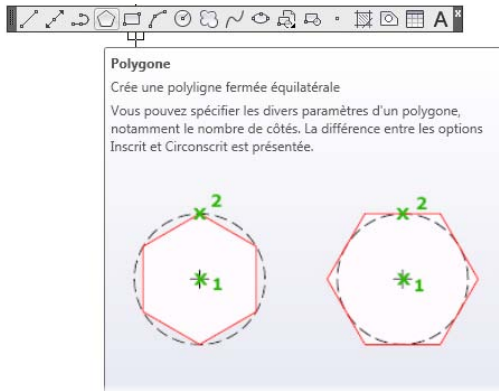 A
Polygone
Crée une polyligne fermée équilatérale
Vous pouvez spécifier les divers paramètres d'un polygone,
notamment le nombre de côtés. La différence entre les options
Inscrit et Circonscrit est présentée.
2
2
1
1